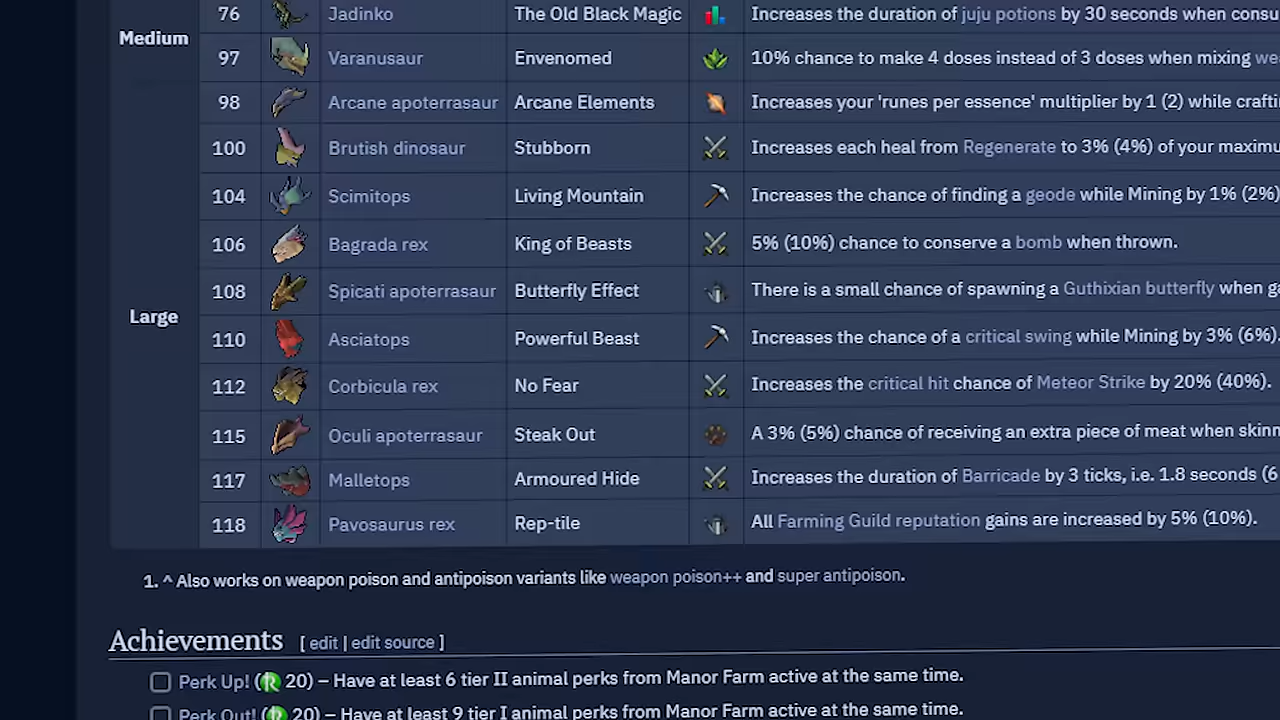 Medium
76 Jadinko The Old Black Magic Increases the duration of juju potions by 30 seconds when
97 Varanusaur Envenomed 10% chance to make 4 doses instead of 3 doses when mixing
98 Arcane apoterrasaur Arcane Elements Increases your 'runes per essence' multiplier by 1 (2) while
100 Brutish dinosaur Stubborn Increases each heal from Regenerate to 3% (4%) of your
104 Scimitops Living Mountain Increases the chance of finding a geode while Mining by 1% (2%)
106 Bagrada rex King of Beasts 5% (10%) chance to conserve a bomb when thrown.
108 Spicati apoterrasaur Butterfly Effect There is a small chance of spawning a Guthixian butterfly when
Large
110 Asciatops Powerful Beast Increases the chance of a critical swing while Mining by 3% (6%).
112 Corbicula rex No Fear Increases the critical hit chance of Meteor Strike by 20% (40%).
115 Oculi apoterrasaur Steak Out A 3% (5%) chance of receiving an extra piece of meat when
117 Malletops Armoured Hide Increases the duration of Barricade by 3 ticks, i.e. 1.8 seconds (6
118 Pavosaurus rex Rep-tile All Farming Guild reputation gains are increased by 5% (10%).
1. ^ Also works on weapon poison and antipoison variants like weapon poison++ and super antipoison.
Achievements [ edit | edit source ]
Perk Up! (R 20) – Have at least 6 tier II animal perks from Manor Farm active at the same time.
Perk Out! (R 20) – Have at least 9 tier I animal perks from Manor Farm active at the same time.